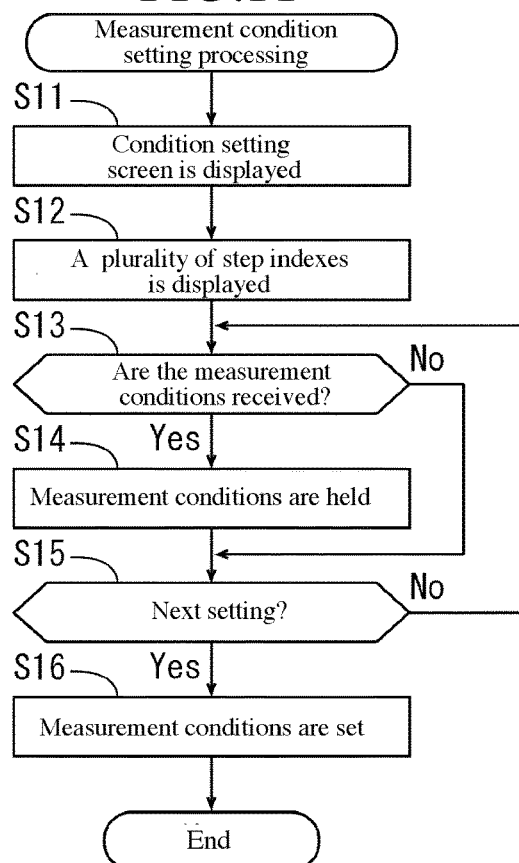 Measurement condition
setting processing
S11
Condition setting
screen is displayed
S12
A plurality of step indexes
is displayed
S13
Are the measurement
conditions received?
No
Yes
S14
Measurement conditions are held
S15
Next setting?
No
Yes
S16
Measurement conditions are set
End